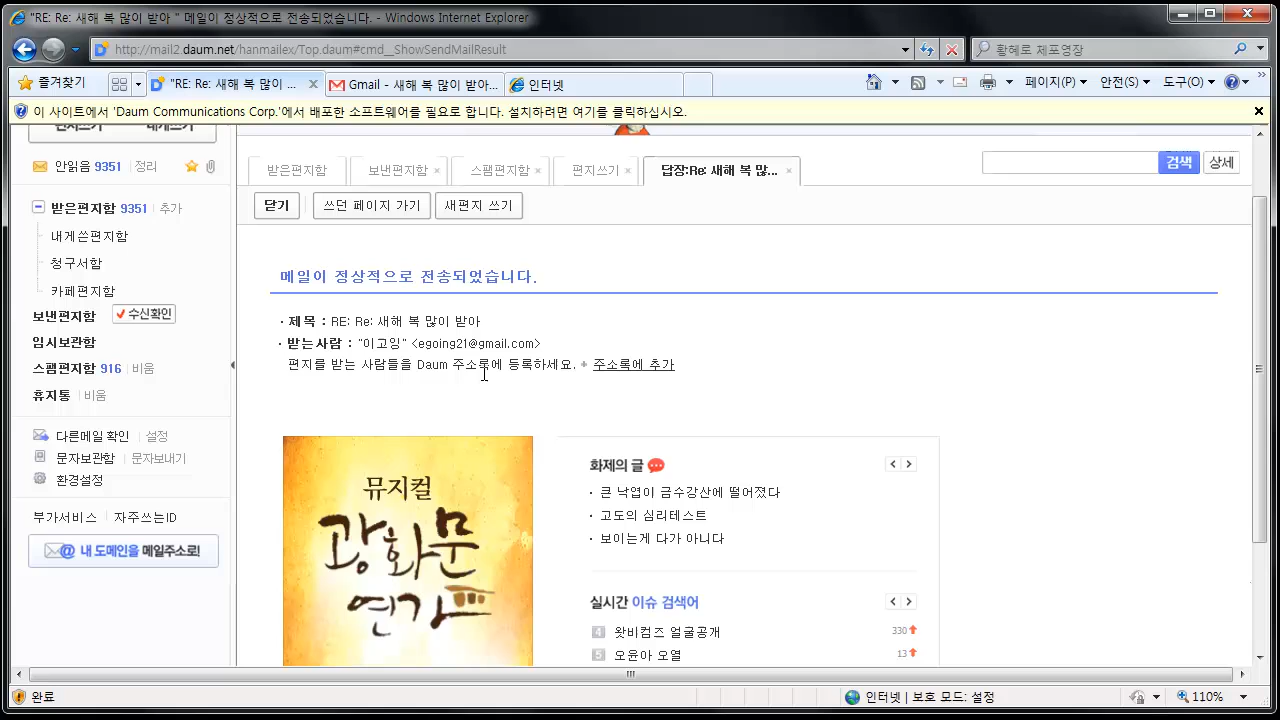 "RE: Re: 새해 복 많이 받아 " 메일이 정상적으로 전송되었습니다. - Windows Internet Explorer
http://mail2.daum.net/hanmailex/Top.daum#cmd__ShowSendMailResult
황혜로 제포영장
즐겨찾기
"RE: Re: 새해 복 많이 ...
Gmail - 새해 복 많이 받아...
인터넷
페이지(P)
안전(S)
도구(O)
이 사이트에서 'Daum Communications Corp.'에서 배포한 소프트웨어를 필요로 합니다. 설치하려면 여기를 클릭하십시오.
편지쓰기 내게쓰기
안읽음 9351 정리
받은편지함 보낸편지함 스팸편지함 편지쓰기 답장:Re: 새해 복 많...
검색 상세
받은편지함 9351 추가
닫기 쓰던 페이지 가기 새편지 쓰기
내게쓴편지함
청구서함
카페편지함
보낸편지함 수신확인
임시보관함
스팸편지함 916 비움
휴지통 비움
다른메일 확인 설정
문자보관함 문자보내기
환경설정
부가서비스 자주쓰는ID
@ 내 도메인을 메일주소로!
메일이 정상적으로 전송되었습니다.
· 제목 : RE: Re: 새해 복 많이 받아
· 받는사람 : "이고잉" <egoing21@gmail.com>
편지를 받는 사람들을 Daum 주소록에 등록하세요. + 주소록에 추가
뮤지컬
광화문
연가
화제의 글
· 큰 낙엽이 금수강산에 떨어졌다
· 고도의 심리테스트
· 보이는게 다가 아니다
실시간 이슈 검색어
4 왓비컴즈 얼굴공개 330
5 오윤아 오열 13
완료
인터넷 | 보호 모드: 설정
110%